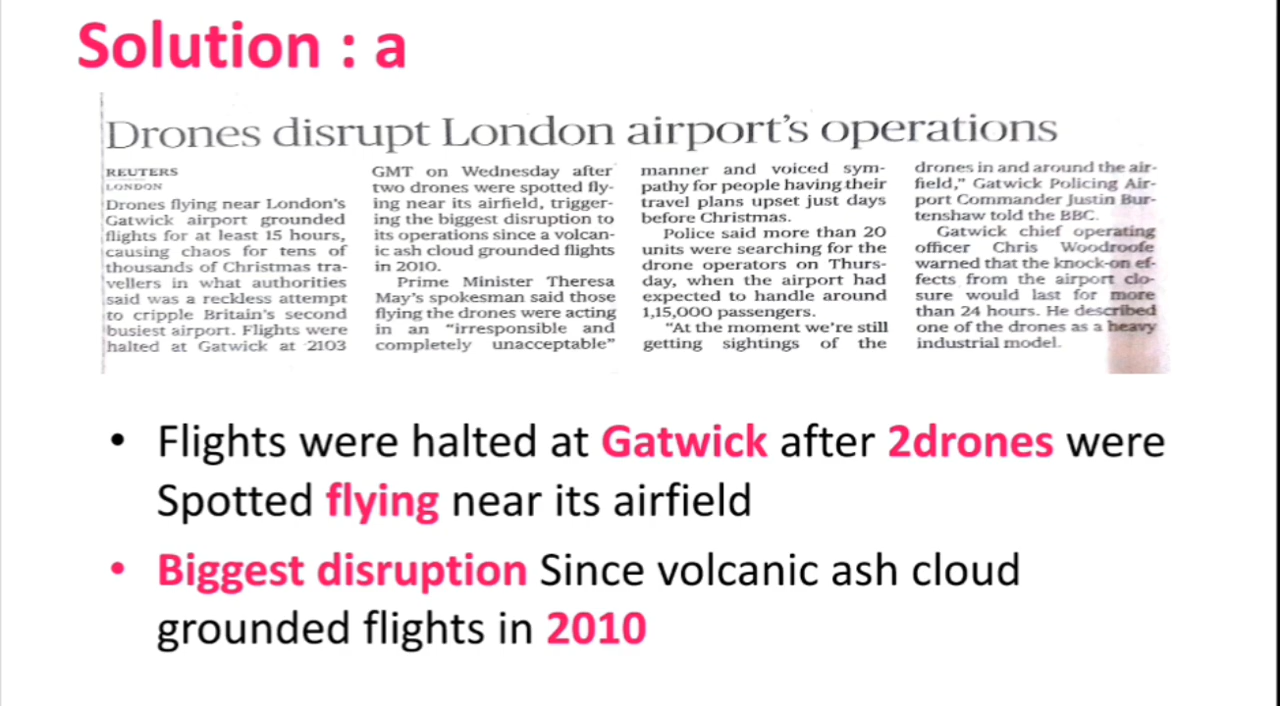 Solution : a
Drones disrupt London airport's operations
REUTERS
LONDON
Drones flying near London's
Gatwick airport grounded
flights for at least 15 hours,
causing chaos for tens of
thousands of Christmas tra-
vellers in what authorities
said was a reckless attempt
to cripple Britain's second
busiest airport. Flights were
halted at Gatwick at 2103
GMT on Wednesday after
two drones were spotted fly-
ing near its airfield, trigger-
ing the biggest disruption to
its operations since a volcan-
ic ash cloud grounded flights
in 2010.
Prime Minister Theresa
May's spokesman said those
flying the drones were acting
in an "irresponsible and
completely unacceptable"
manner and voiced sym-
pathy for people having their
travel plans upset just days
before Christmas.
Police said more than 20
units were searching for the
drone operators on Thurs-
day, when the airport had
expected to handle around
1,15,000 passengers.
"At the moment we're still
getting sightings of the
drones in and around the air-
field," Gatwick Policing Air-
port Commander Justin Bur-
tenshaw told the BBC.
Gatwick chief operating
officer Chris Woodroofe
warned that the knock-on ef-
fects from the airport clo-
sure would last for more
than 24 hours. He described
one of the drones as a heavy
industrial model.
• Flights were halted at Gatwick after 2drones were
Spotted flying near its airfield
• Biggest disruption Since volcanic ash cloud
grounded flights in 2010